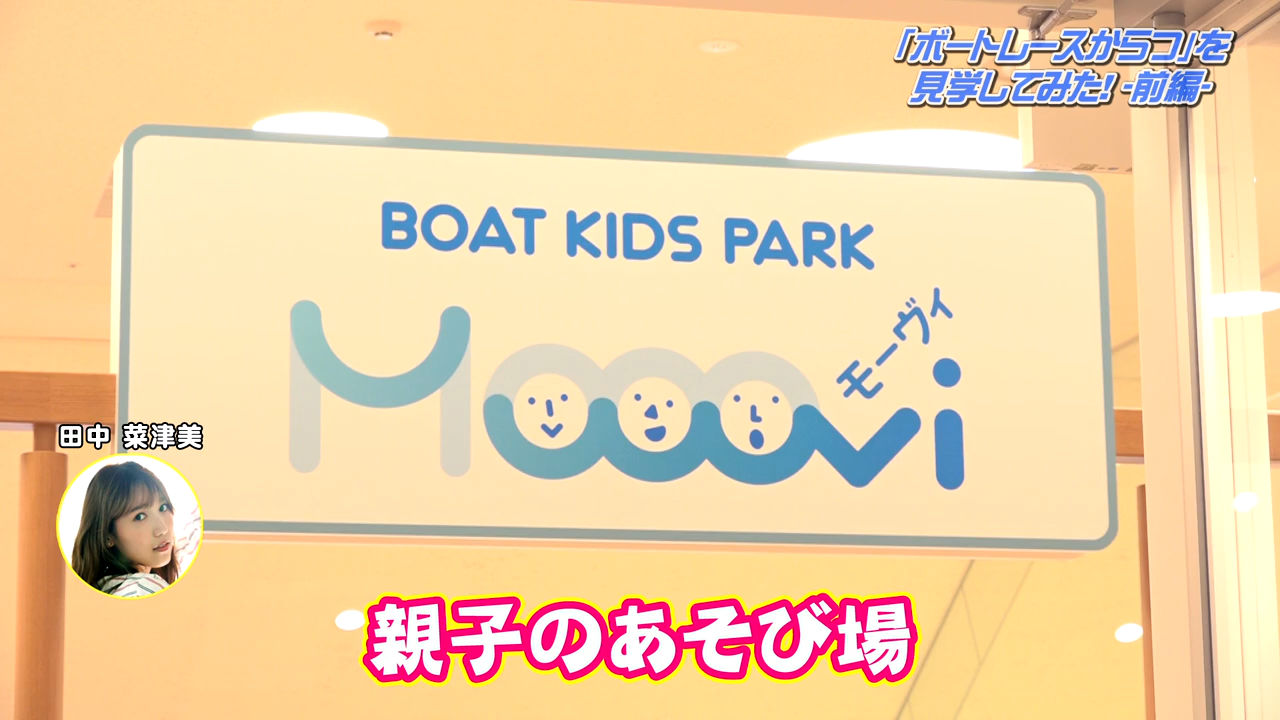 「ボートレースからつ」を
見学してみた! -前編-
BOAT KIDS PARK
Mooovi
モーヴィ
田中 菜津美
親子のあそび場